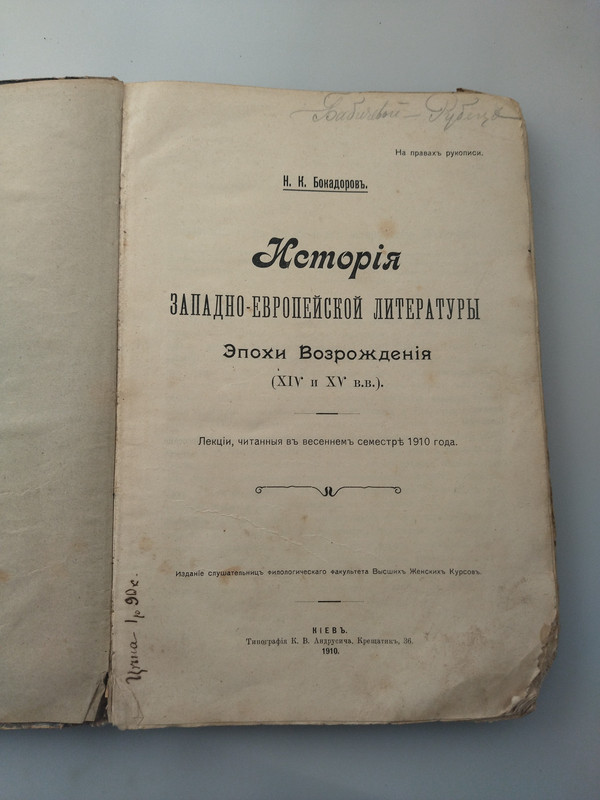 На правахъ рукописи.
Н. К. Бокадоровъ.
Исторія
ЗАПАДНО-ЕВРОПЕЙСКОЙ ЛИТЕРАТУРЫ
Эпохи Возрожденія
(XIV и XV в.в.).
Лекціи, читанныя въ весеннемъ семестрѣ 1910 года.
Изданіе слушательницъ филологическаго факультета Высшихъ Женскихъ Курсовъ.
КІЕВЪ.
Типографія К. В. Андрусича, Крещатикъ, 36.
1910.
Цѣна 1 р 90 к.